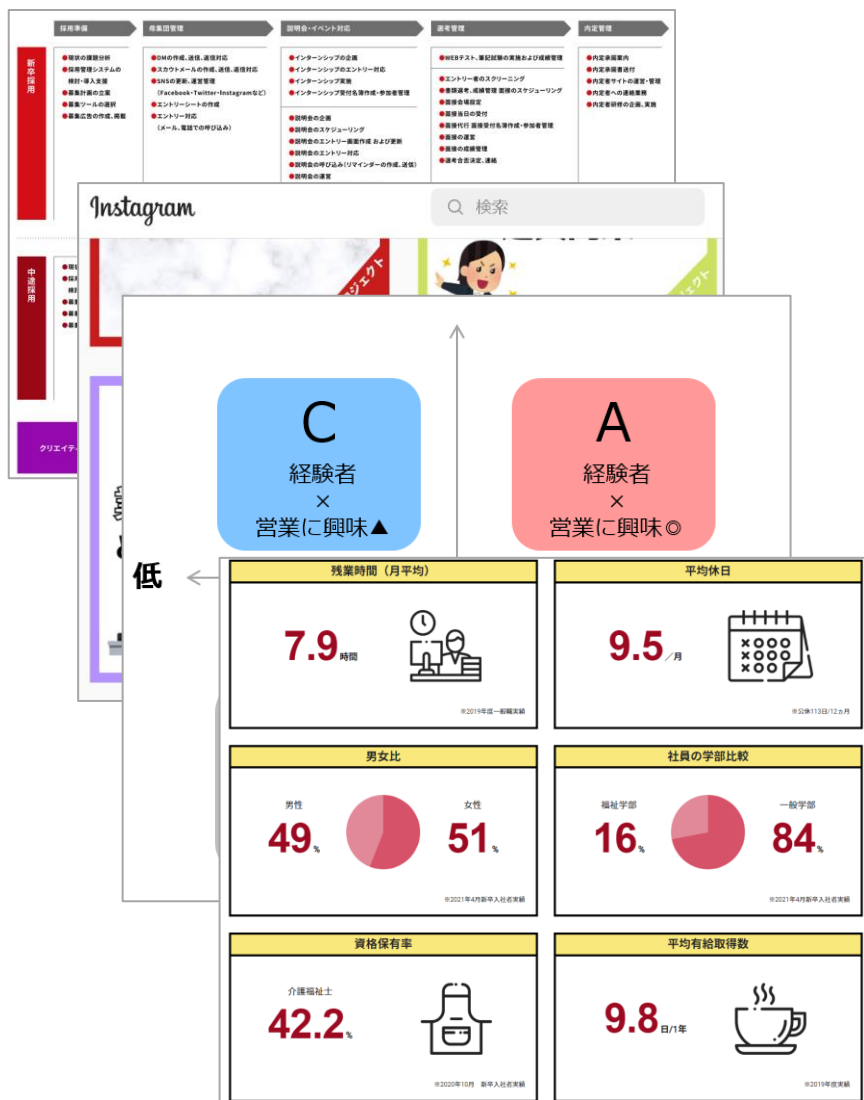 採用準備
母集団管理
説明会・イベント対応
選考管理
内定管理
新卒採用
●現状の課題分析
●採用管理システムの
検討・導入支援
●募集計画の立案
●募集ツールの選択
●募集広告の作成、掲載
●DMの作成、送信、返信対応
●スカウトメールの作成、送信、返信対応
●SNSの更新、運営管理
(Facebook・Twitter・Instagramなど)
●エントリーシートの作成
●エントリー対応
(メール、電話での呼び込み)
●インターンシップの企画
●インターンシップのエントリー対応
●インターンシップ実施
●インターンシップ受付名簿作成・参加者管理
●説明会の企画
●説明会のスケジューリング
●説明会のエントリー画面作成 および更新
●説明会のエントリー対応
●説明会の呼び込み(リマインダーの作成、送信)
●説明会の運営
●WEBテスト、筆記試験の実施および成績管理
●エントリー者のスクリーニング
●書類選考、成績管理 面接のスケジューリング
●面接会場設定
●面接当日の受付
●面接代行 面接受付名簿作成・参加者管理
●面接の運営
●面接の成績管理
●選考合否決定、連絡
●内定承諾案内
●内定承諾書送付
●内定者サイトの運営・管理
●内定者への連絡業務
●内定者研修の企画、実施
中途採用
クリエイテ
Instagram
検索
ジェクト
ジェクト
C
経験者
×
営業に興味▲
A
経験者
×
営業に興味◎
低
残業時間(月平均)
7.9時間
※2019年度一般職実績
平均休日
9.5／月
※公休113日/12ヵ月
男女比
男性
49%
女性
51%
※2021年4月新卒入社者実績
社員の学部比較
福祉学部
16%
一般学部
84%
※2021年4月新卒入社者実績
資格保有率
介護福祉士
42.2%
※2020年10月 新卒入社者実績
平均有給取得数
9.8日/1年
※2019年度実績